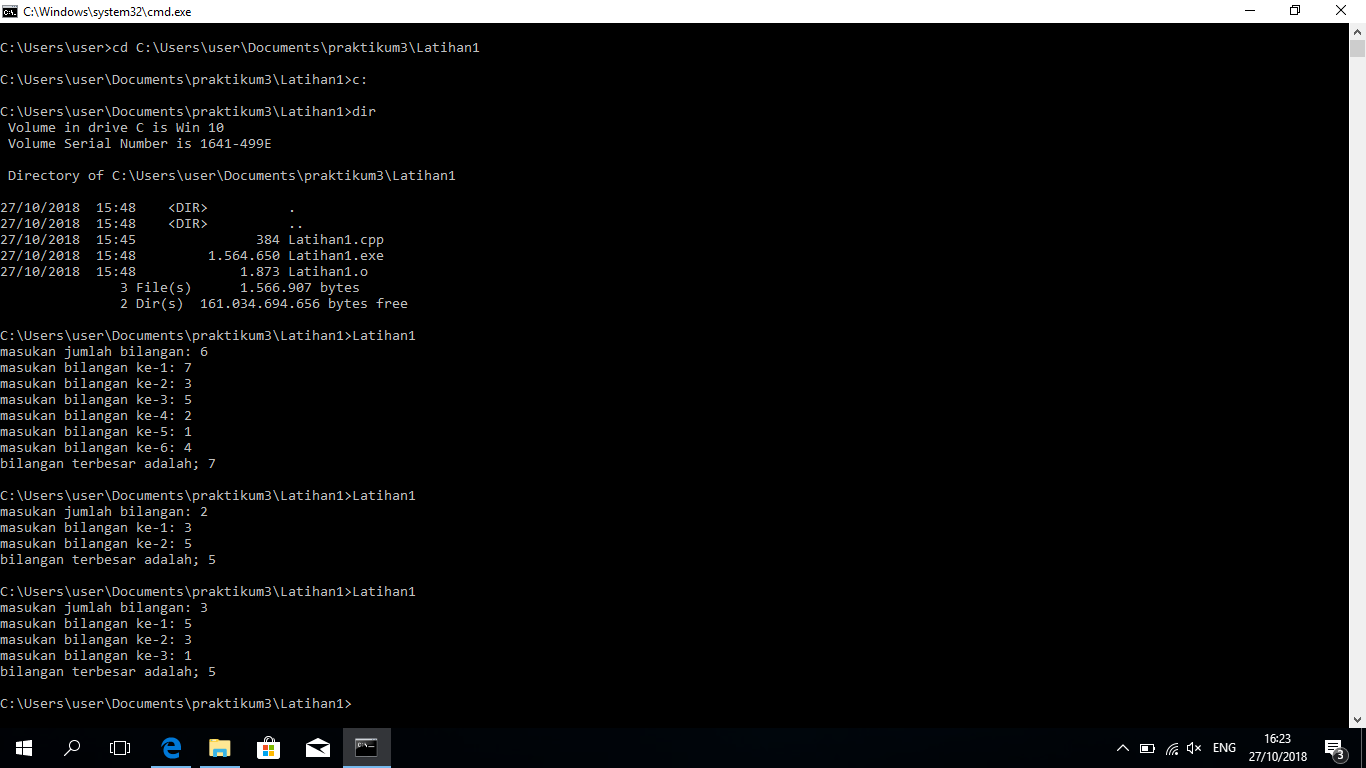 C:\Windows\system32\cmd.exe
C:\Users\user>cd C:\Users\user\Documents\praktikum3\Latihan1
C:\Users\user\Documents\praktikum3\Latihan1>c:
C:\Users\user\Documents\praktikum3\Latihan1>dir
 Volume in drive C is Win 10
 Volume Serial Number is 1641-499E
 Directory of C:\Users\user\Documents\praktikum3\Latihan1
27/10/2018  15:48    <DIR>          .
27/10/2018  15:48    <DIR>          ..
27/10/2018  15:45               384 Latihan1.cpp
27/10/2018  15:48         1.564.650 Latihan1.exe
27/10/2018  15:48             1.873 Latihan1.o
               3 File(s)      1.566.907 bytes
               2 Dir(s)  161.034.694.656 bytes free
C:\Users\user\Documents\praktikum3\Latihan1>Latihan1
masukan jumlah bilangan: 6
masukan bilangan ke-1: 7
masukan bilangan ke-2: 3
masukan bilangan ke-3: 5
masukan bilangan ke-4: 2
masukan bilangan ke-5: 1
masukan bilangan ke-6: 4
bilangan terbesar adalah; 7
C:\Users\user\Documents\praktikum3\Latihan1>Latihan1
masukan jumlah bilangan: 2
masukan bilangan ke-1: 3
masukan bilangan ke-2: 5
bilangan terbesar adalah; 5
C:\Users\user\Documents\praktikum3\Latihan1>Latihan1
masukan jumlah bilangan: 3
masukan bilangan ke-1: 5
masukan bilangan ke-2: 3
masukan bilangan ke-3: 1
bilangan terbesar adalah; 5
C:\Users\user\Documents\praktikum3\Latihan1>
ENG
16:23
27/10/2018
3